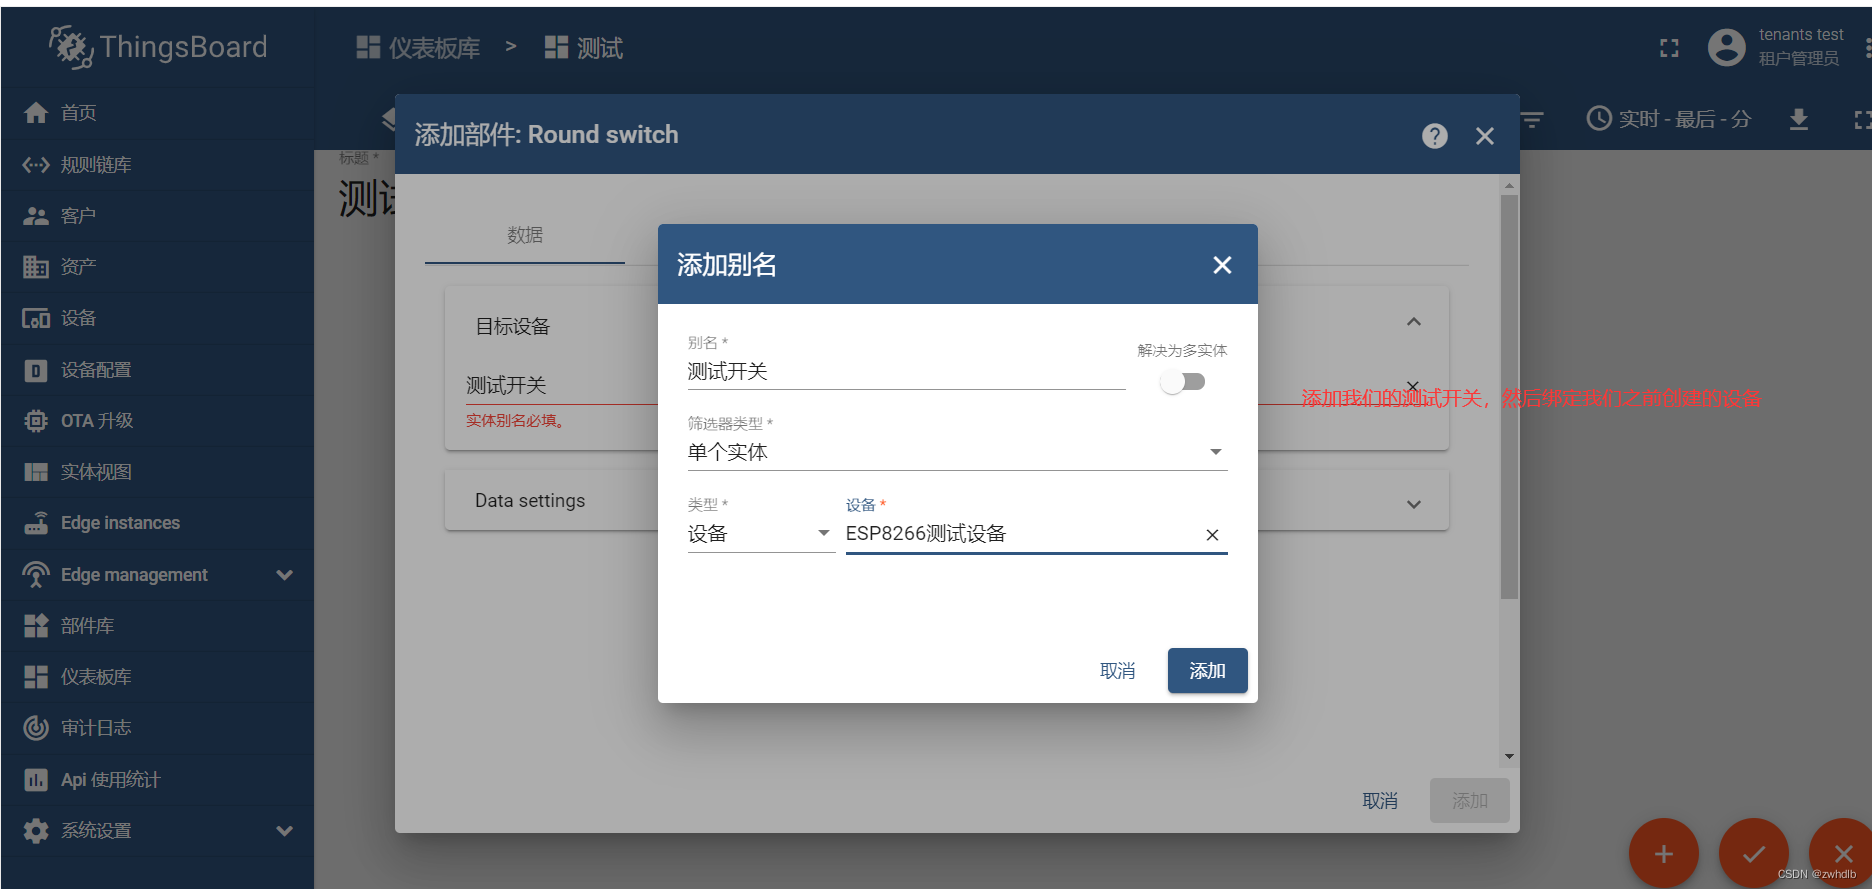 ThingsBoard
仪表板库 > 测试
tenants test
租户管理员
首页
规则链库
客户
资产
设备
设备配置
OTA 升级
实体视图
Edge instances
Edge management
部件库
仪表板库
审计日志
Api 使用统计
系统设置
实时 - 最后 - 分
标题 *
测试
添加部件: Round switch
数据
目标设备
测试开关
实体别名必填。
Data settings
取消
添加
添加别名
别名 *
测试开关
解决为多实体
筛选器类型 *
单个实体
类型 *
设备
设备 *
ESP8266测试设备
取消
添加
添加我们的测试开关，然后绑定我们之前创建的设备
CSDN @zwhdlb